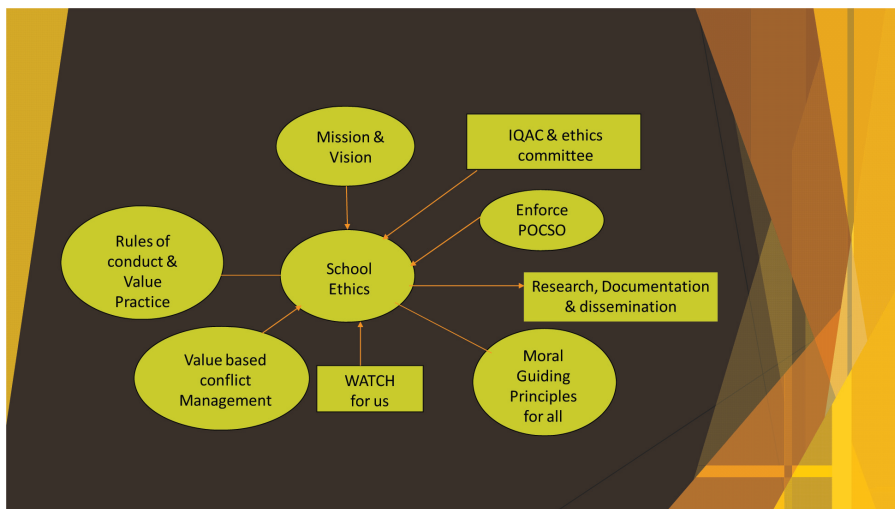 Mission &
Vision
IQAC & ethics
committee
Enforce
POCSO
Rules of
conduct &
Value
Practice
School
Ethics
Research, Documentation
& dissemination
Value based
conflict
Management
WATCH
for us
Moral
Guiding
Principles
for all